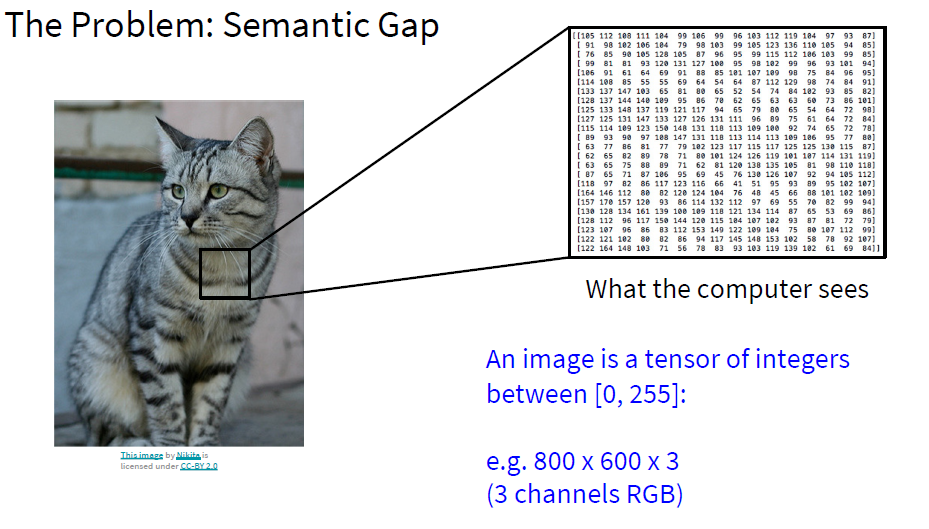 The Problem: Semantic Gap
[[105 112 108 111 104 99 106 99 96 103 112 119 104 97 93 87]
[ 91 98 102 106 104 79 98 103 99 105 123 136 110 105 94 85]
[ 76 85 90 105 128 105 87 96 95 99 115 112 106 103 99 85]
[ 99 81 81 93 120 131 127 100 95 98 102 99 96 93 101 94]
[106 91 61 64 69 91 88 85 101 107 109 98 75 84 96 95]
[114 108 85 55 55 69 64 54 64 87 112 129 98 74 84 91]
[133 137 147 103 65 81 80 65 52 54 74 84 102 93 85 82]
[128 137 144 140 109 95 86 70 62 65 63 63 60 73 86 101]
[125 133 148 137 119 121 117 94 65 79 80 65 54 64 72 98]
[127 125 131 147 133 127 126 131 111 96 89 75 61 64 72 84]
[115 114 109 123 150 148 131 118 113 109 100 92 74 65 72 78]
[ 89 93 90 97 108 147 131 118 113 114 113 109 106 95 77 80]
[ 63 77 86 81 77 79 102 123 117 115 117 125 125 130 115 87]
[ 62 65 82 89 78 71 80 101 124 126 119 101 107 114 131 119]
[ 63 65 75 88 89 71 62 81 120 138 135 105 81 98 110 118]
[ 87 65 71 87 106 95 69 45 76 130 126 107 92 94 105 112]
[118 97 82 86 117 123 116 66 41 51 95 93 89 95 102 107]
[164 146 112 80 82 120 124 104 76 48 45 66 88 101 102 109]
[157 170 157 120 93 86 114 132 112 97 69 55 70 82 99 94]
[130 128 134 161 139 100 109 118 121 134 114 87 65 53 69 86]
[128 112 96 117 150 144 120 115 104 107 102 93 87 81 72 79]
[123 107 96 86 83 112 153 149 122 109 104 75 80 107 112 99]
[122 121 102 80 82 86 94 117 145 148 153 102 58 78 92 107]
[122 164 148 103 71 56 78 83 93 103 119 139 102 61 69 84]]
What the computer sees
An image is a tensor of integers
between [0, 255]:
e.g. 800 x 600 x 3
(3 channels RGB)
This image by Nikita is
licensed under CC-BY 2.0